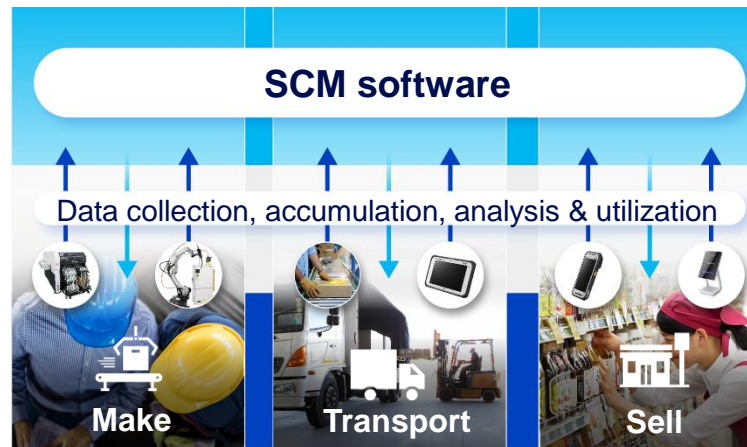 SCM software
Data collection, accumulation, analysis & utilization
Make
Transport
Sell